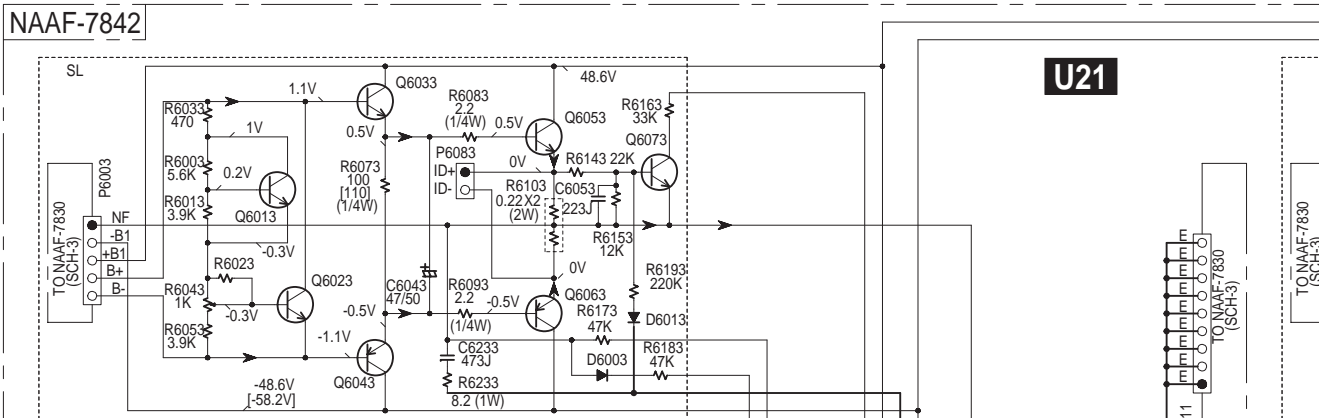 NAAF-7842
SL
U21
P6003
TO NAAF-7830
(SCH-3)
NF
-B1
+B1
B+
B-
R6033
470
R6003
5.6K
R6013
3.9K
R6023
R6043
1K
R6053
3.9K
1V
0.2V
Q6013
-0.3V
-0.3V
Q6023
1.1V
Q6033
0.5V
R6073
100
[110]
(1/4W)
-0.5V
-1.1V
Q6043
-48.6V
[-58.2V]
C6043
47/50
R6083
2.2
(1/4W)
0.5V
Q6053
48.6V
P6083
ID+
ID-
0V
R6143 22K
R6103
0.22X2
(2W)
C6053
223J
R6153
12K
R6163
33K
Q6073
0V
R6093
2.2
(1/4W)
-0.5V
Q6063
R6173
47K
R6193
220K
D6013
C6233
473J
R6233
8.2 (1W)
D6003
R6183
47K
E
E
E
E
E
E
E
E
E
TO NAAF-7830
(SCH-3)
11
TO NAAF-7830
(SCH-3)